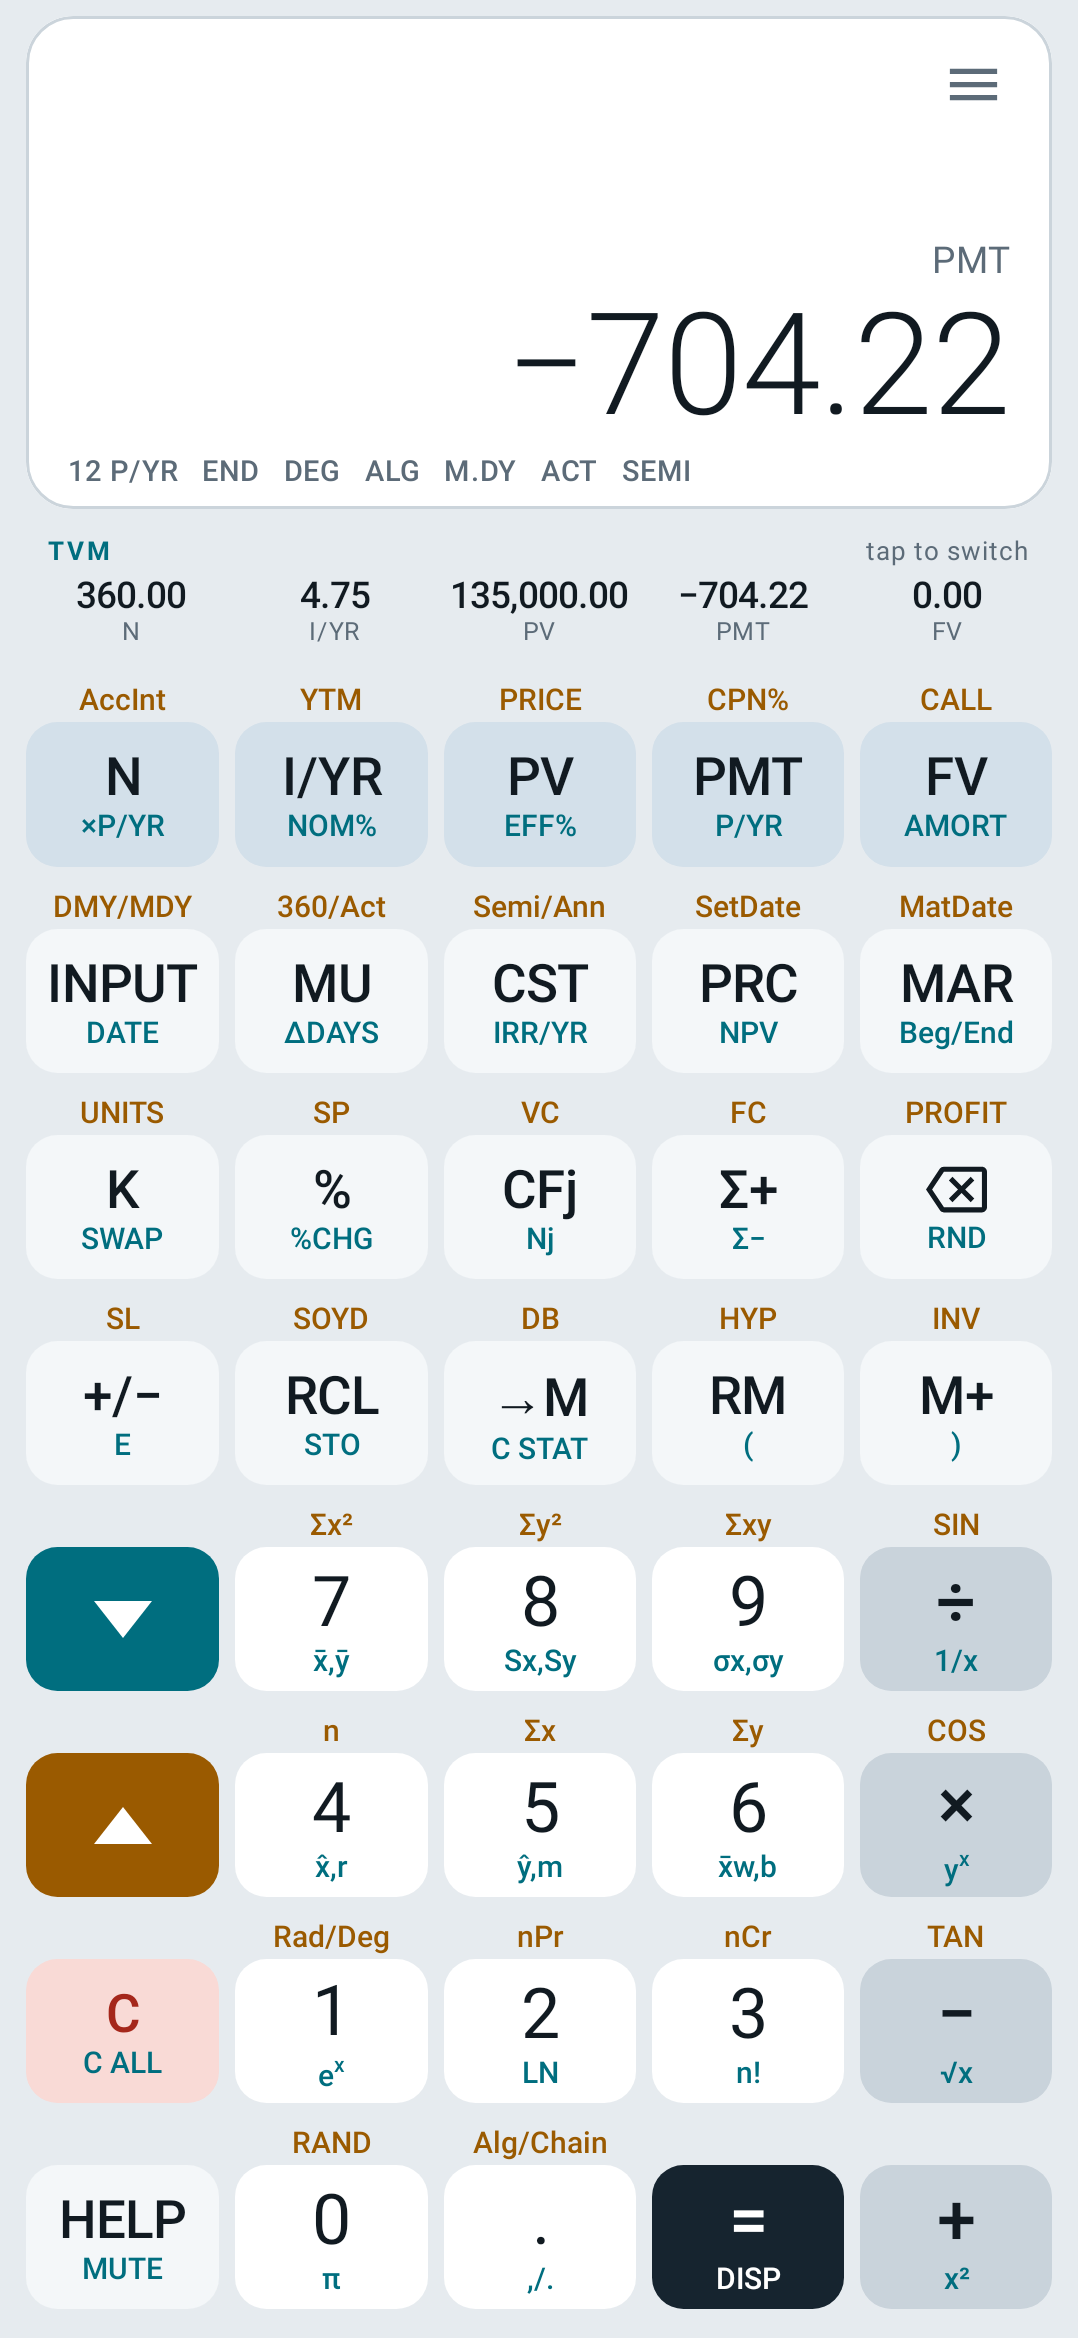 PMT
−704.22
12 P/YR END DEG ALG M.DY ACT SEMI
TVM tap to switch
360.00 4.75 135,000.00 −704.22 0.00
N I/YR PV PMT FV
AccInt YTM PRICE CPN% CALL
N I/YR PV PMT FV
×P/YR NOM% EFF% P/YR AMORT
DMY/MDY 360/Act Semi/Ann SetDate MatDate
INPUT MU CST PRC MAR
DATE ΔDAYS IRR/YR NPV Beg/End
UNITS SP VC FC PROFIT
K % CFj Σ+
SWAP %CHG Nj Σ− RND
SL SOYD DB HYP INV
+/− RCL →M RM M+
E STO C STAT ( )
Σx² Σy² Σxy SIN
7 8 9 ÷
x̄,ȳ Sx,Sy σx,σy 1/x
n Σx Σy COS
4 5 6 ×
x̂,r ŷ,m x̄w,b yˣ
Rad/Deg nPr nCr TAN
C 1 2 3 −
C ALL eˣ LN n! √x
RAND Alg/Chain
HELP 0 . = +
MUTE π ,/. DISP x²